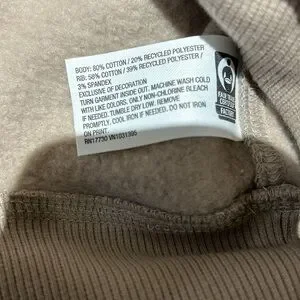 BODY: 80% COTTON / 20% RECYCLED POLYESTER
RIB: 58% COTTON / 39% RECYCLED POLYESTER
3% SPANDEX
EXCLUSIVE OF DECORATION
TURN GARMENT INSIDE OUT. MACHINE WASH COLD
WITH LIKE COLORS. ONLY NON-CHLORINE BLEACH
IF NEEDED. TUMBLE DRY LOW. REMOVE
PROMPTLY. COOL IRON IF NEEDED. DO NOT IRON
ON PRINT.
RN17730 VN1031395
FAIR TRADE
CERTIFIED
FACTORY